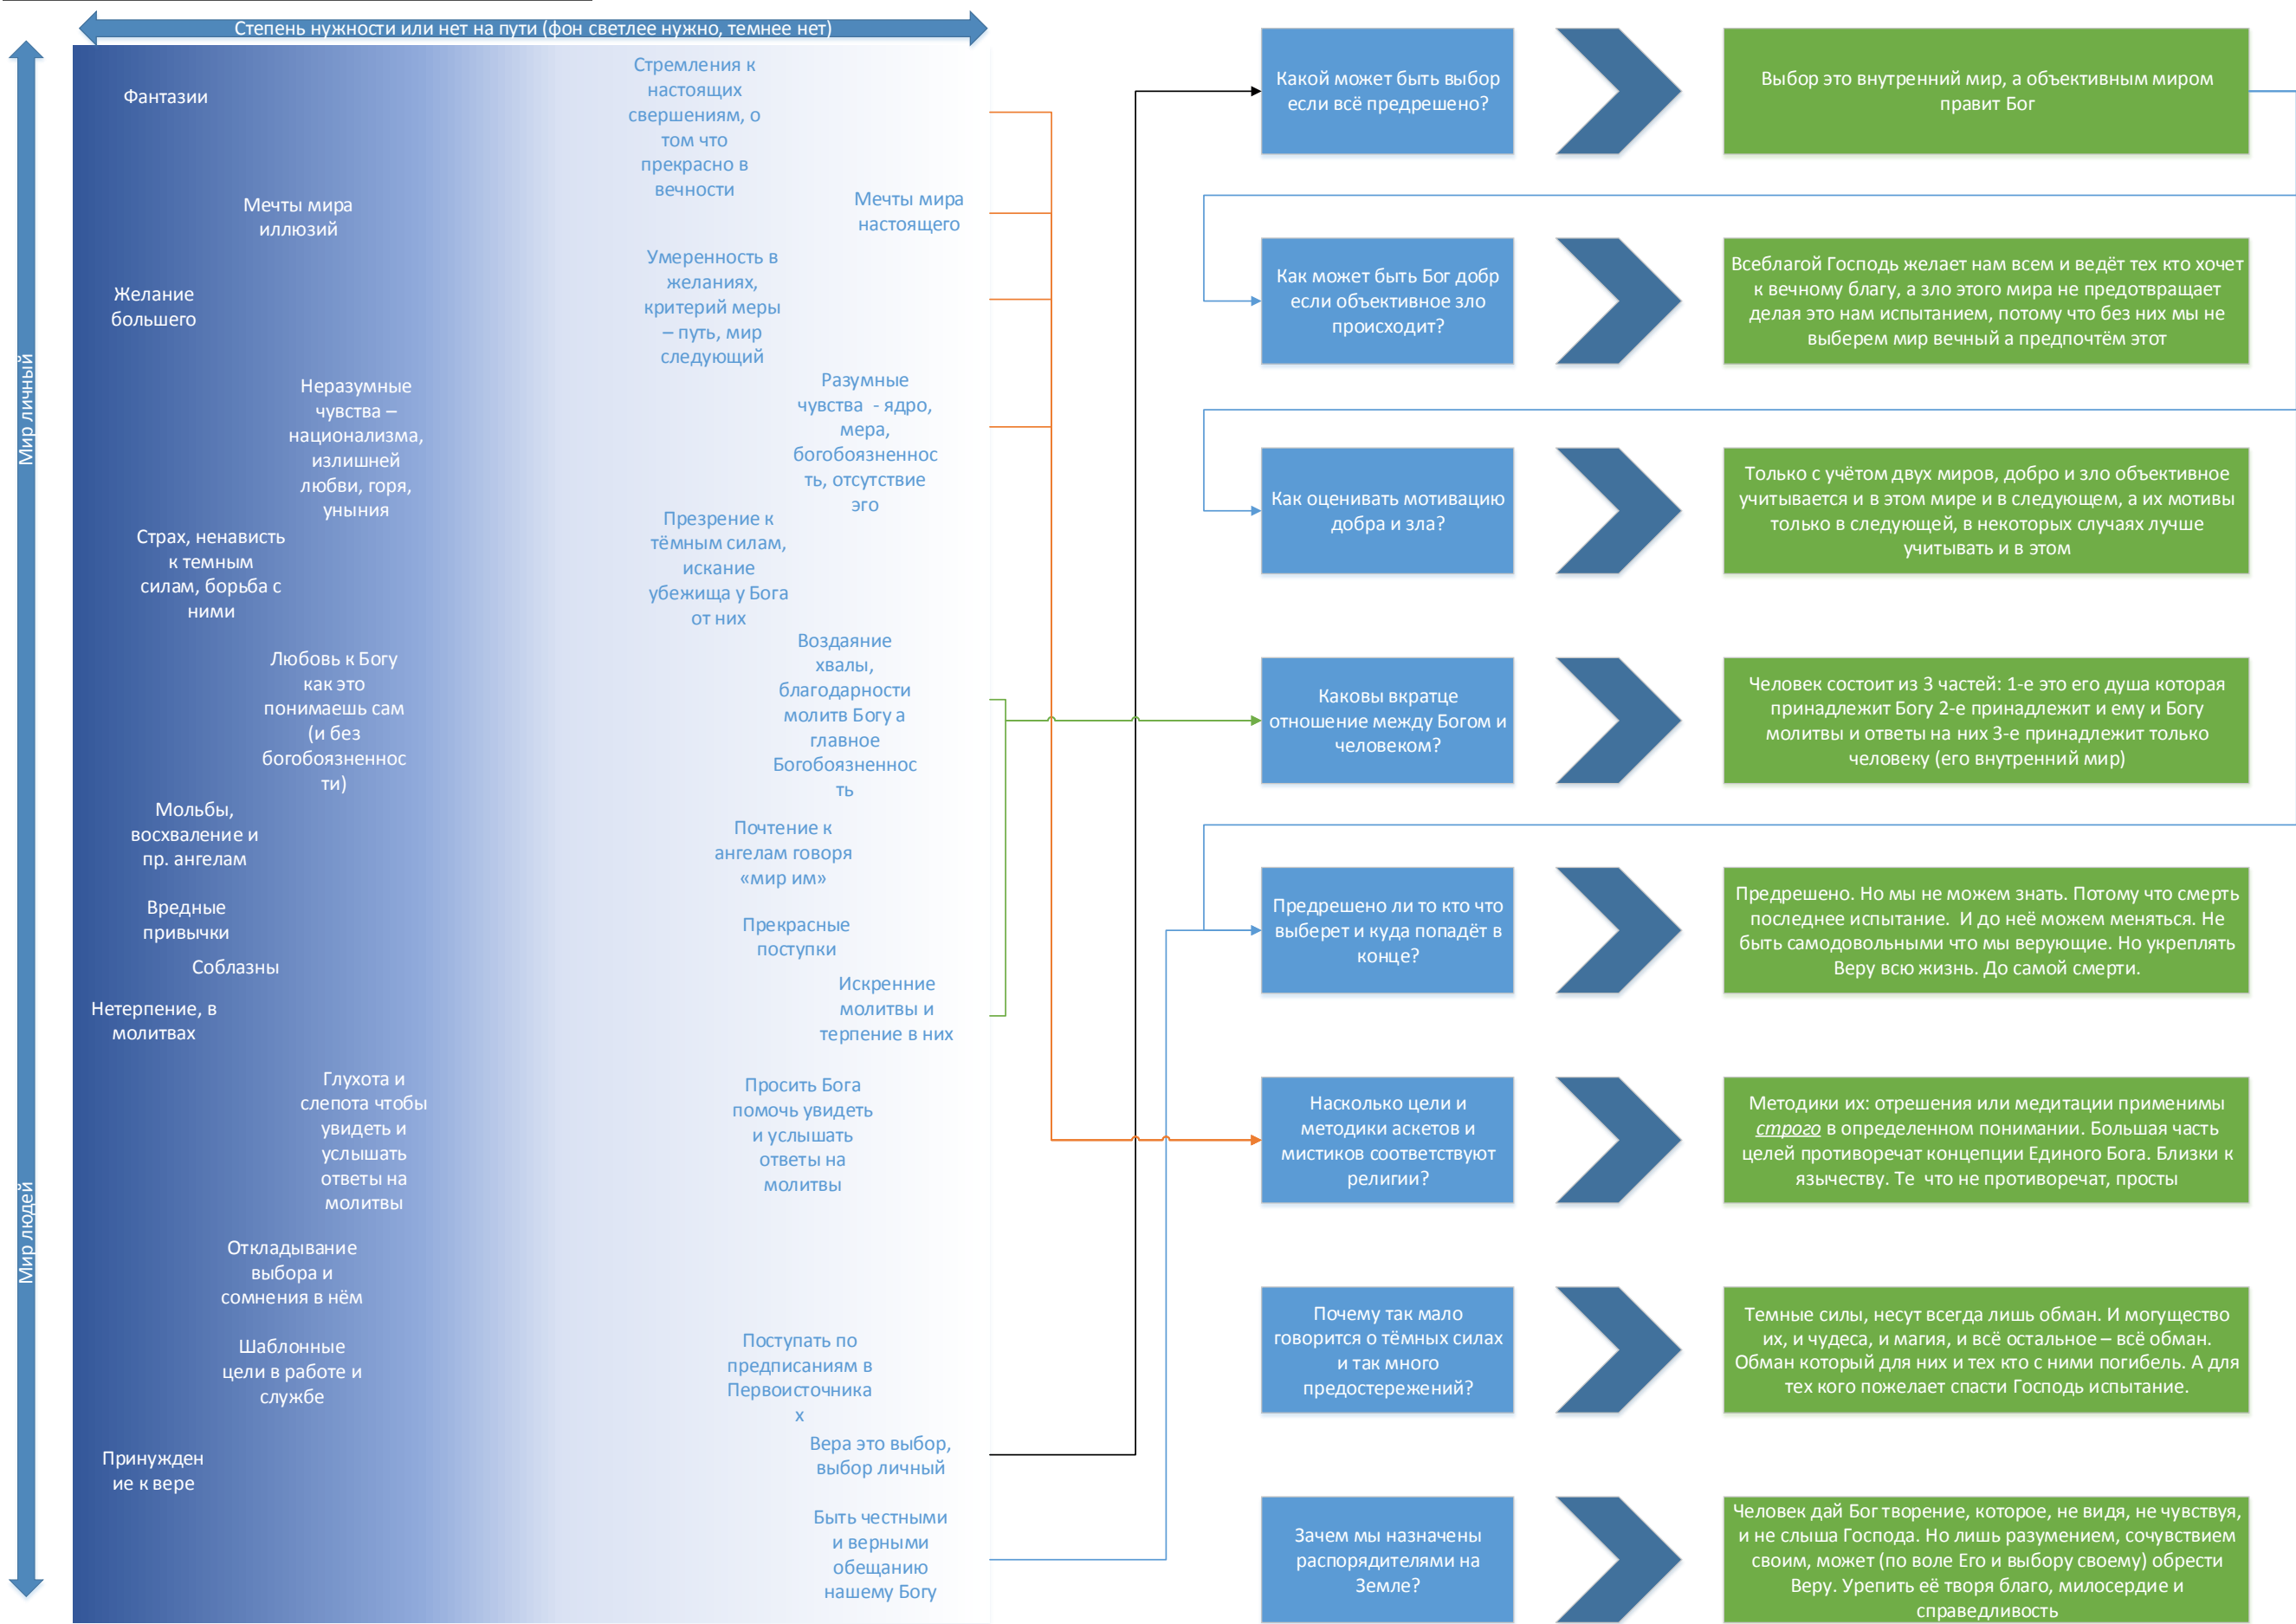 Степень нужности или нет на пути (фон светлее нужно, темнее нет)
Мир личный
Мир людей
Фантазии
Стремления к
настоящих
свершениям, о
том что
прекрасно в
вечности
Мечты мира
иллюзий
Мечты мира
настоящего
Желание
большего
Умеренность в
желаниях,
критерий меры
– путь, мир
следующий
Неразумные
чувства –
национализма,
излишней
любви, горя,
уныния
Разумные
чувства - ядро,
мера,
богобоязненнос
ть, отсутствие
эго
Страх, ненависть
к темным
силам, борьба с
ними
Презрение к
тёмным силам,
искание
убежища у Бога
от них
Любовь к Богу
как это
понимаешь сам
(и без
богобоязненнос
ти)
Воздаяние
хвалы,
благодарности
молитв Богу а
главное
Богобоязненнос
ть
Мольбы,
восхваление и
пр. ангелам
Почтение к
ангелам говоря
«мир им»
Вредные
привычки
Прекрасные
поступки
Соблазны
Нетерпение, в
молитвах
Искренние
молитвы и
терпение в них
Глухота и
слепота чтобы
увидеть и
услышать
ответы на
молитвы
Просить Бога
помочь увидеть
и услышать
ответы на
молитвы
Откладывание
выбора и
сомнения в нём
Шаблонные
цели в работе и
службе
Поступать по
предписаниям в
Первоисточника
х
Принужден
ие к вере
Вера это выбор,
выбор личный
Быть честными
и верными
обещанию
нашему Богу
Какой может быть выбор
если всё предрешено?
Выбор это внутренний мир, а объективным миром
правит Бог
Как может быть Бог добр
если объективное зло
происходит?
Всеблагой Господь желает нам всем и ведёт тех кто хочет
к вечному благу, а зло этого мира не предотвращает
делая это нам испытанием, потому что без них мы не
выберем мир вечный а предпочтём этот
Как оценивать мотивацию
добра и зла?
Только с учётом двух миров, добро и зло объективное
учитывается и в этом мире и в следующем, а их мотивы
только в следующей, в некоторых случаях лучше
учитывать и в этом
Каковы вкратце
отношение между Богом и
человеком?
Человек состоит из 3 частей: 1-е это его душа которая
принадлежит Богу 2-е принадлежит и ему и Богу
молитвы и ответы на них 3-е принадлежит только
человеку (его внутренний мир)
Предрешено ли то кто что
выберет и куда попадёт в
конце?
Предрешено. Но мы не можем знать. Потому что смерть
последнее испытание. И до неё можем меняться. Не
быть самодовольными что мы верующие. Но укреплять
Веру всю жизнь. До самой смерти.
Насколько цели и
методики аскетов и
мистиков соответствуют
религии?
Методики их: отрешения или медитации применимы
строго в определенном понимании. Большая часть
целей противоречат концепции Единого Бога. Близки к
язычеству. Те что не противоречат, просты
Почему так мало
говорится о тёмных силах
и так много
предостережений?
Темные силы, несут всегда лишь обман. И могущество
их, и чудеса, и магия, и всё остальное – всё обман.
Обман который для них и тех кто с ними погибель. А для
тех кого пожелает спасти Господь испытание.
Зачем мы назначены
распорядителями на
Земле?
Человек дай Бог творение, которое, не видя, не чувствуя,
и не слыша Господа. Но лишь разумением, сочувствием
своим, может (по воле Его и выбору своему) обрести
Веру. Урепить её творя благо, милосердие и
справедливость